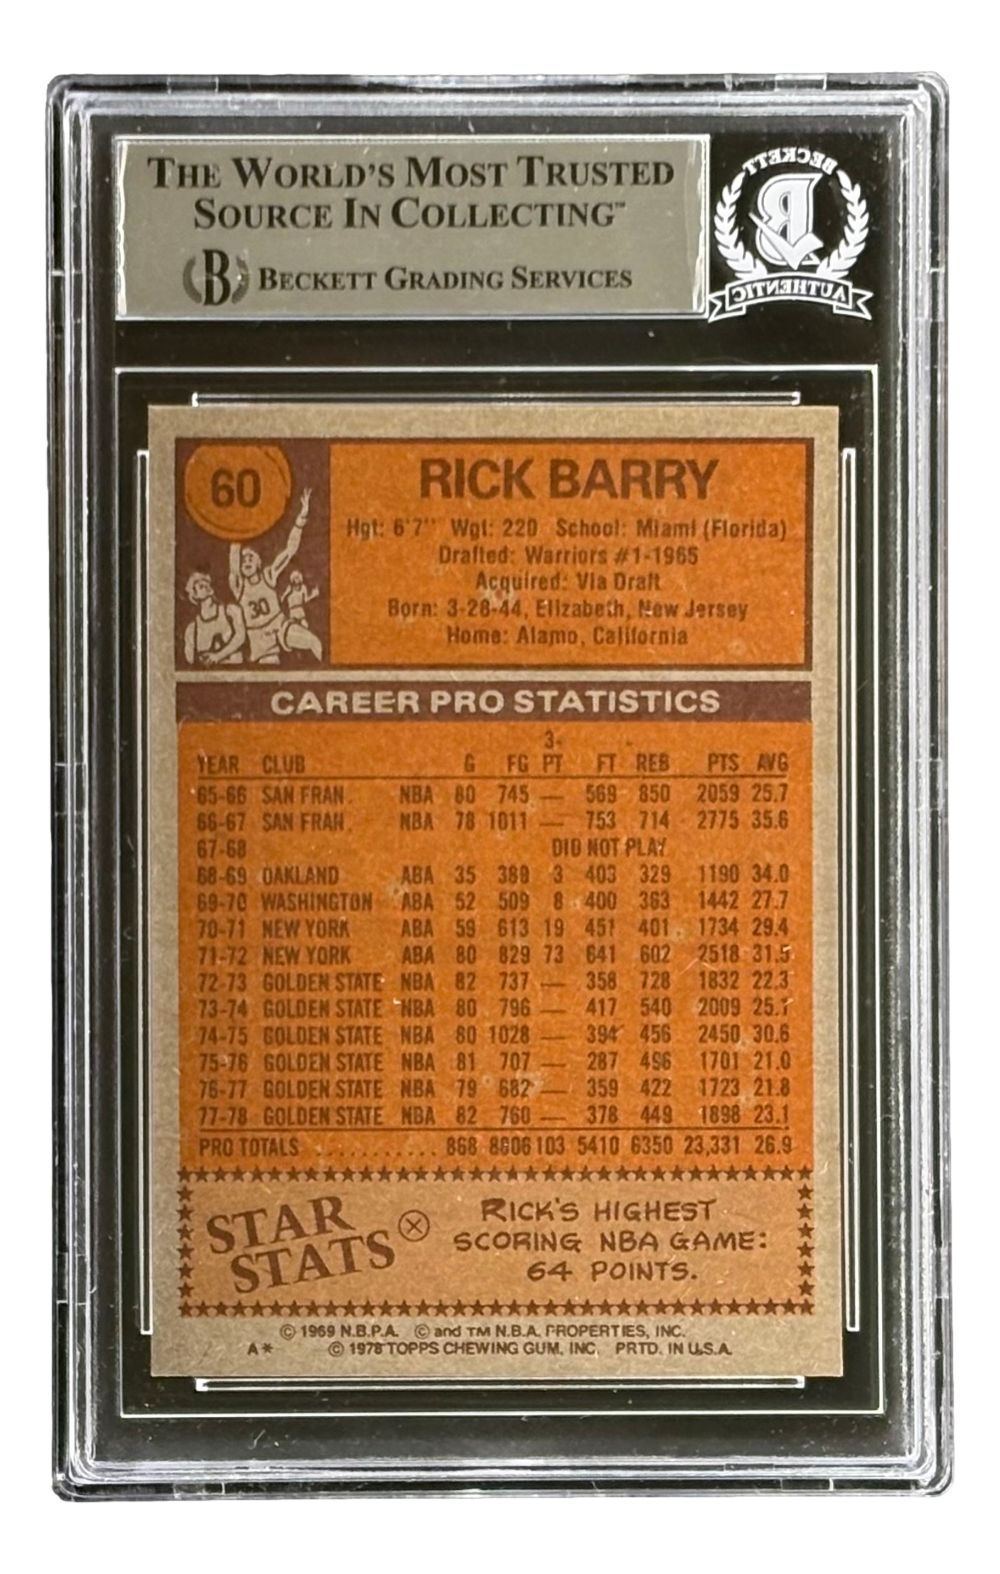 THE WORLD'S MOST TRUSTED
SOURCE IN COLLECTING™
B BECKETT GRADING SERVICES
BECKETT
B
AUTHENTIC
60
RICK BARRY
Hgt: 6'7" Wgt: 220 School: Miami (Florida)
Drafted: Warriors #1-1965
Acquired: Via Draft
Born: 3-28-44, Elizabeth, New Jersey
Home: Alamo, California
30
CAREER PRO STATISTICS
YEAR CLUB G FG 3-PT FT REB PTS AVG
65-66 SAN FRAN. NBA 80 745 — 569 850 2059 25.7
66-67 SAN FRAN. NBA 78 1011 — 753 714 2775 35.6
67-68 DID NOT PLAY
68-69 OAKLAND ABA 35 389 3 403 329 1190 34.0
69-70 WASHINGTON ABA 52 509 8 400 363 1442 27.7
70-71 NEW YORK ABA 59 613 19 451 401 1734 29.4
71-72 NEW YORK ABA 80 829 73 641 602 2518 31.5
72-73 GOLDEN STATE NBA 82 737 — 358 728 1832 22.3
73-74 GOLDEN STATE NBA 80 796 — 417 540 2009 25.1
74-75 GOLDEN STATE NBA 80 1028 — 394 456 2450 30.6
75-76 GOLDEN STATE NBA 81 707 — 287 496 1701 21.0
76-77 GOLDEN STATE NBA 79 682 — 359 422 1723 21.8
77-78 GOLDEN STATE NBA 82 760 — 378 449 1898 23.1
PRO TOTALS .......... 868 8806 103 5410 6350 23,331 26.9
STAR
STATS
RICK'S HIGHEST
SCORING NBA GAME:
64 POINTS.
© 1969 N.B.P.A. © and TM N.B.A. PROPERTIES, INC.
A* © 1978 TOPPS CHEWING GUM, INC. PRTD. IN U.S.A.